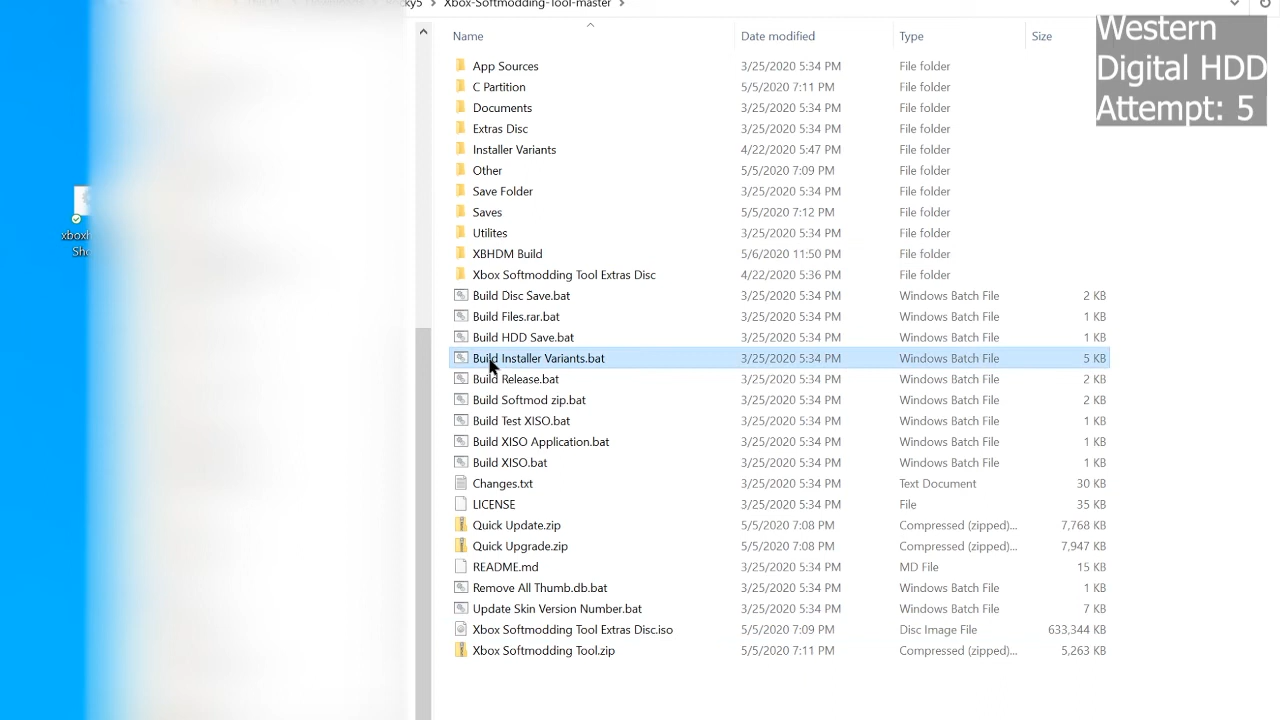 ocky5 > Xbox-Softmodding-Tool-master >
Western
Digital HDD
Attempt: 5
Name Date modified Type Size
App Sources 3/25/2020 5:34 PM File folder
C Partition 5/5/2020 7:11 PM File folder
Documents 3/25/2020 5:34 PM File folder
Extras Disc 3/25/2020 5:34 PM File folder
Installer Variants 4/22/2020 5:47 PM File folder
Other 5/5/2020 7:09 PM File folder
Save Folder 3/25/2020 5:34 PM File folder
Saves 5/5/2020 7:12 PM File folder
Utilites 3/25/2020 5:34 PM File folder
XBHDM Build 5/6/2020 11:50 PM File folder
Xbox Softmodding Tool Extras Disc 4/22/2020 5:36 PM File folder
Build Disc Save.bat 3/25/2020 5:34 PM Windows Batch File 2 KB
Build Files.rar.bat 3/25/2020 5:34 PM Windows Batch File 1 KB
Build HDD Save.bat 3/25/2020 5:34 PM Windows Batch File 1 KB
Build Installer Variants.bat 3/25/2020 5:34 PM Windows Batch File 5 KB
Build Release.bat 3/25/2020 5:34 PM Windows Batch File 2 KB
Build Softmod zip.bat 3/25/2020 5:34 PM Windows Batch File 2 KB
Build Test XISO.bat 3/25/2020 5:34 PM Windows Batch File 1 KB
Build XISO Application.bat 3/25/2020 5:34 PM Windows Batch File 1 KB
Build XISO.bat 3/25/2020 5:34 PM Windows Batch File 1 KB
Changes.txt 3/25/2020 5:34 PM Text Document 30 KB
LICENSE 3/25/2020 5:34 PM File 35 KB
Quick Update.zip 5/5/2020 7:08 PM Compressed (zipped)... 7,768 KB
Quick Upgrade.zip 5/5/2020 7:08 PM Compressed (zipped)... 7,947 KB
README.md 3/25/2020 5:34 PM MD File 15 KB
Remove All Thumb.db.bat 3/25/2020 5:34 PM Windows Batch File 1 KB
Update Skin Version Number.bat 3/25/2020 5:34 PM Windows Batch File 7 KB
Xbox Softmodding Tool Extras Disc.iso 5/5/2020 7:09 PM Disc Image File 633,344 KB
Xbox Softmodding Tool.zip 5/5/2020 7:11 PM Compressed (zipped)... 5,263 KB